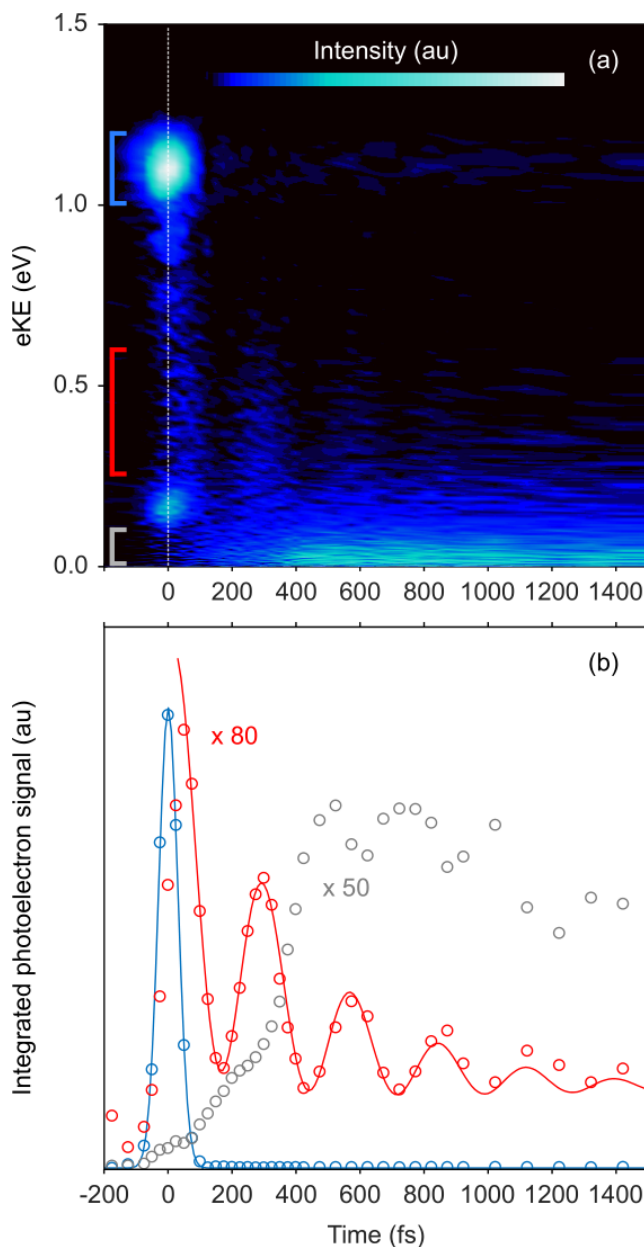 1.5
Intensity (au)
(a)
1.0
eKE (eV)
0.5
0.0
0 200 400 600 800 1000 1200 1400
(b)
x 80
x 50
Integrated photoelectron signal (au)
-200 0 200 400 600 800 1000 1200 1400
Time (fs)